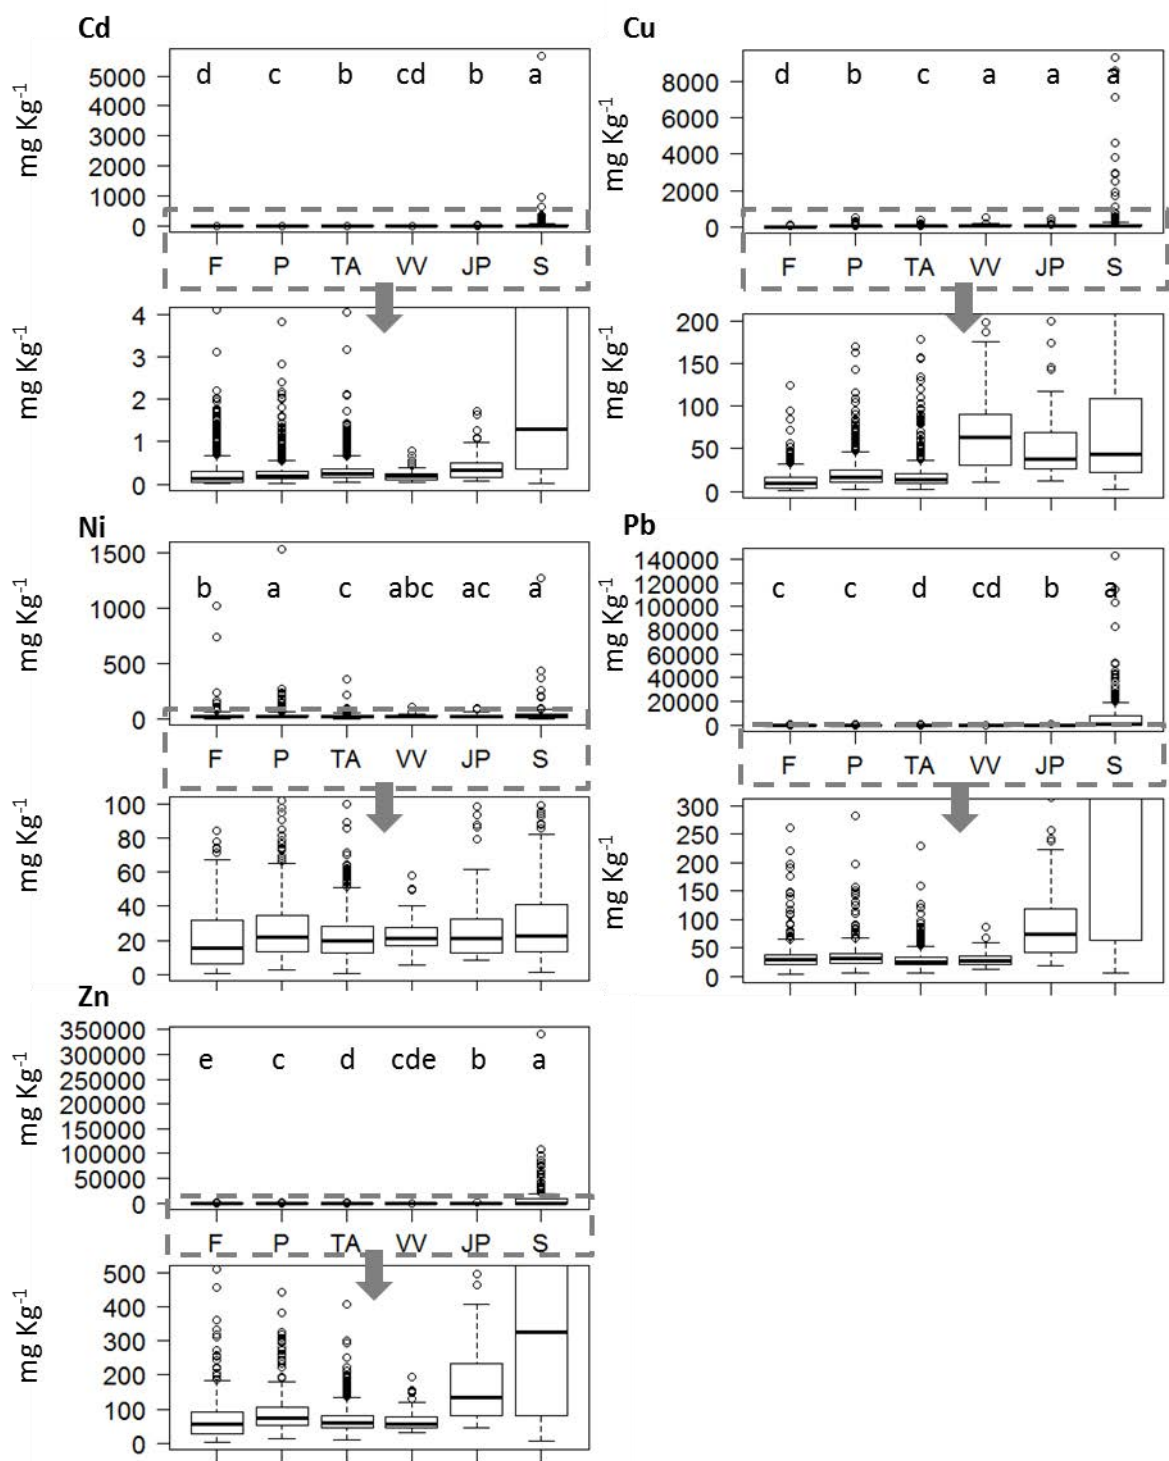 Cd
mg Kg-1
5000
4000
3000
2000
1000
0
d c b cd b a
F P TA VV JP S
mg Kg-1
4
3
2
1
0
Cu
mg Kg-1
8000
6000
4000
2000
0
d b c a a a
F P TA VV JP S
mg Kg-1
200
150
100
50
0
Ni
mg Kg-1
1500
1000
500
0
b a c abc ac a
F P TA VV JP S
mg Kg-1
100
80
60
40
20
0
Pb
mg Kg-1
140000
120000
100000
80000
60000
40000
20000
0
c c d cd b a
F P TA VV JP S
mg Kg-1
300
250
200
150
100
50
0
Zn
mg Kg-1
350000
300000
250000
200000
150000
100000
50000
0
e c d cde b a
F P TA VV JP S
mg Kg-1
500
400
300
200
100
0